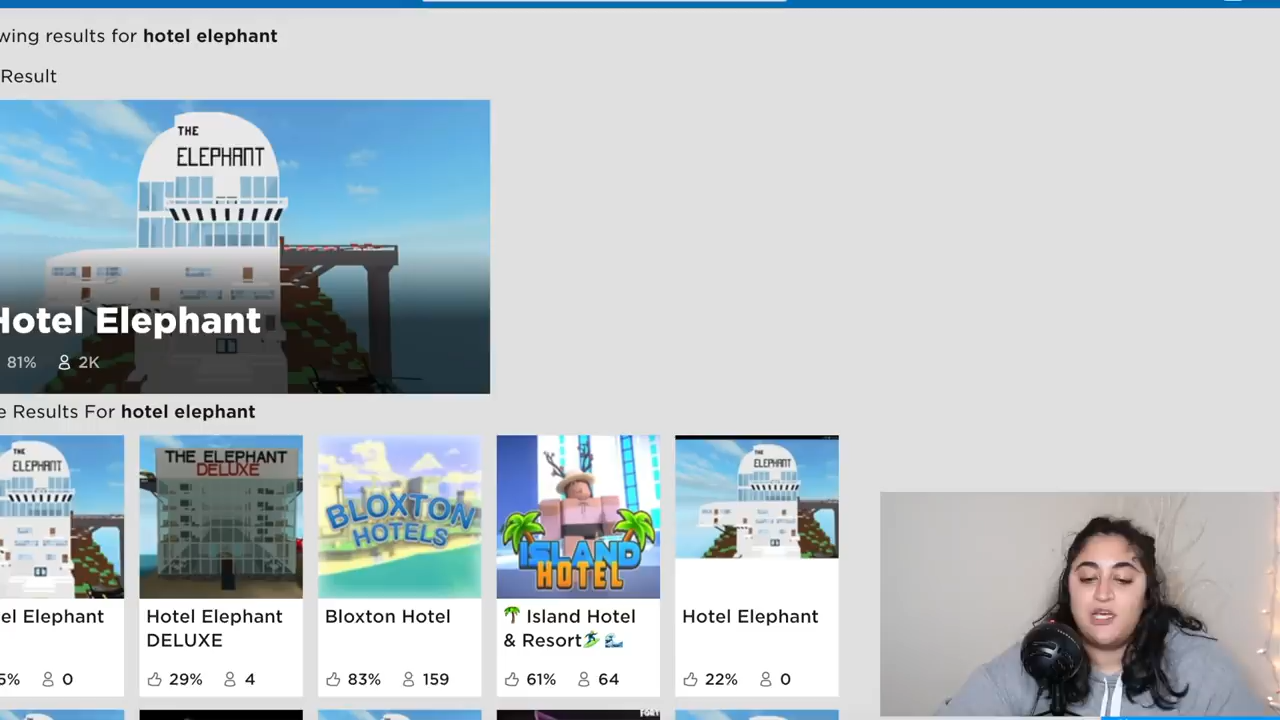 wing results for hotel elephant
Result
THE
ELEPHANT
Hotel Elephant
81% 2K
e Results For hotel elephant
THE
ELEPHANT
THE ELEPHANT
DELUXE
BLOXTON
HOTELS
ISLAND
HOTEL
THE
ELEPHANT
el Elephant
Hotel Elephant
DELUXE
Bloxton Hotel
🌴 Island Hotel
& Resort🏄🌊
Hotel Elephant
5% 0
29% 4
83% 159
61% 64
22% 0